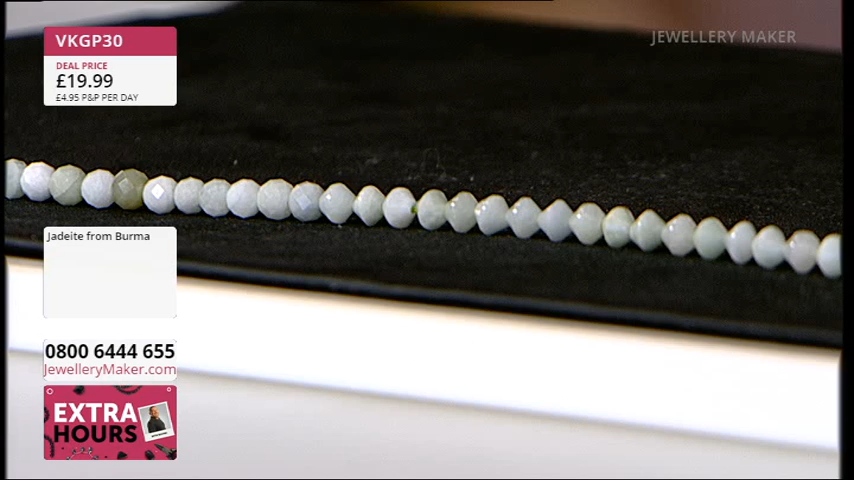 VKGP30
DEAL PRICE
£19.99
£4.95 P&P PER DAY
JEWELLERY MAKER
Jadeite from Burma
0800 6444 655
JewelleryMaker.com
EXTRA
HOURS